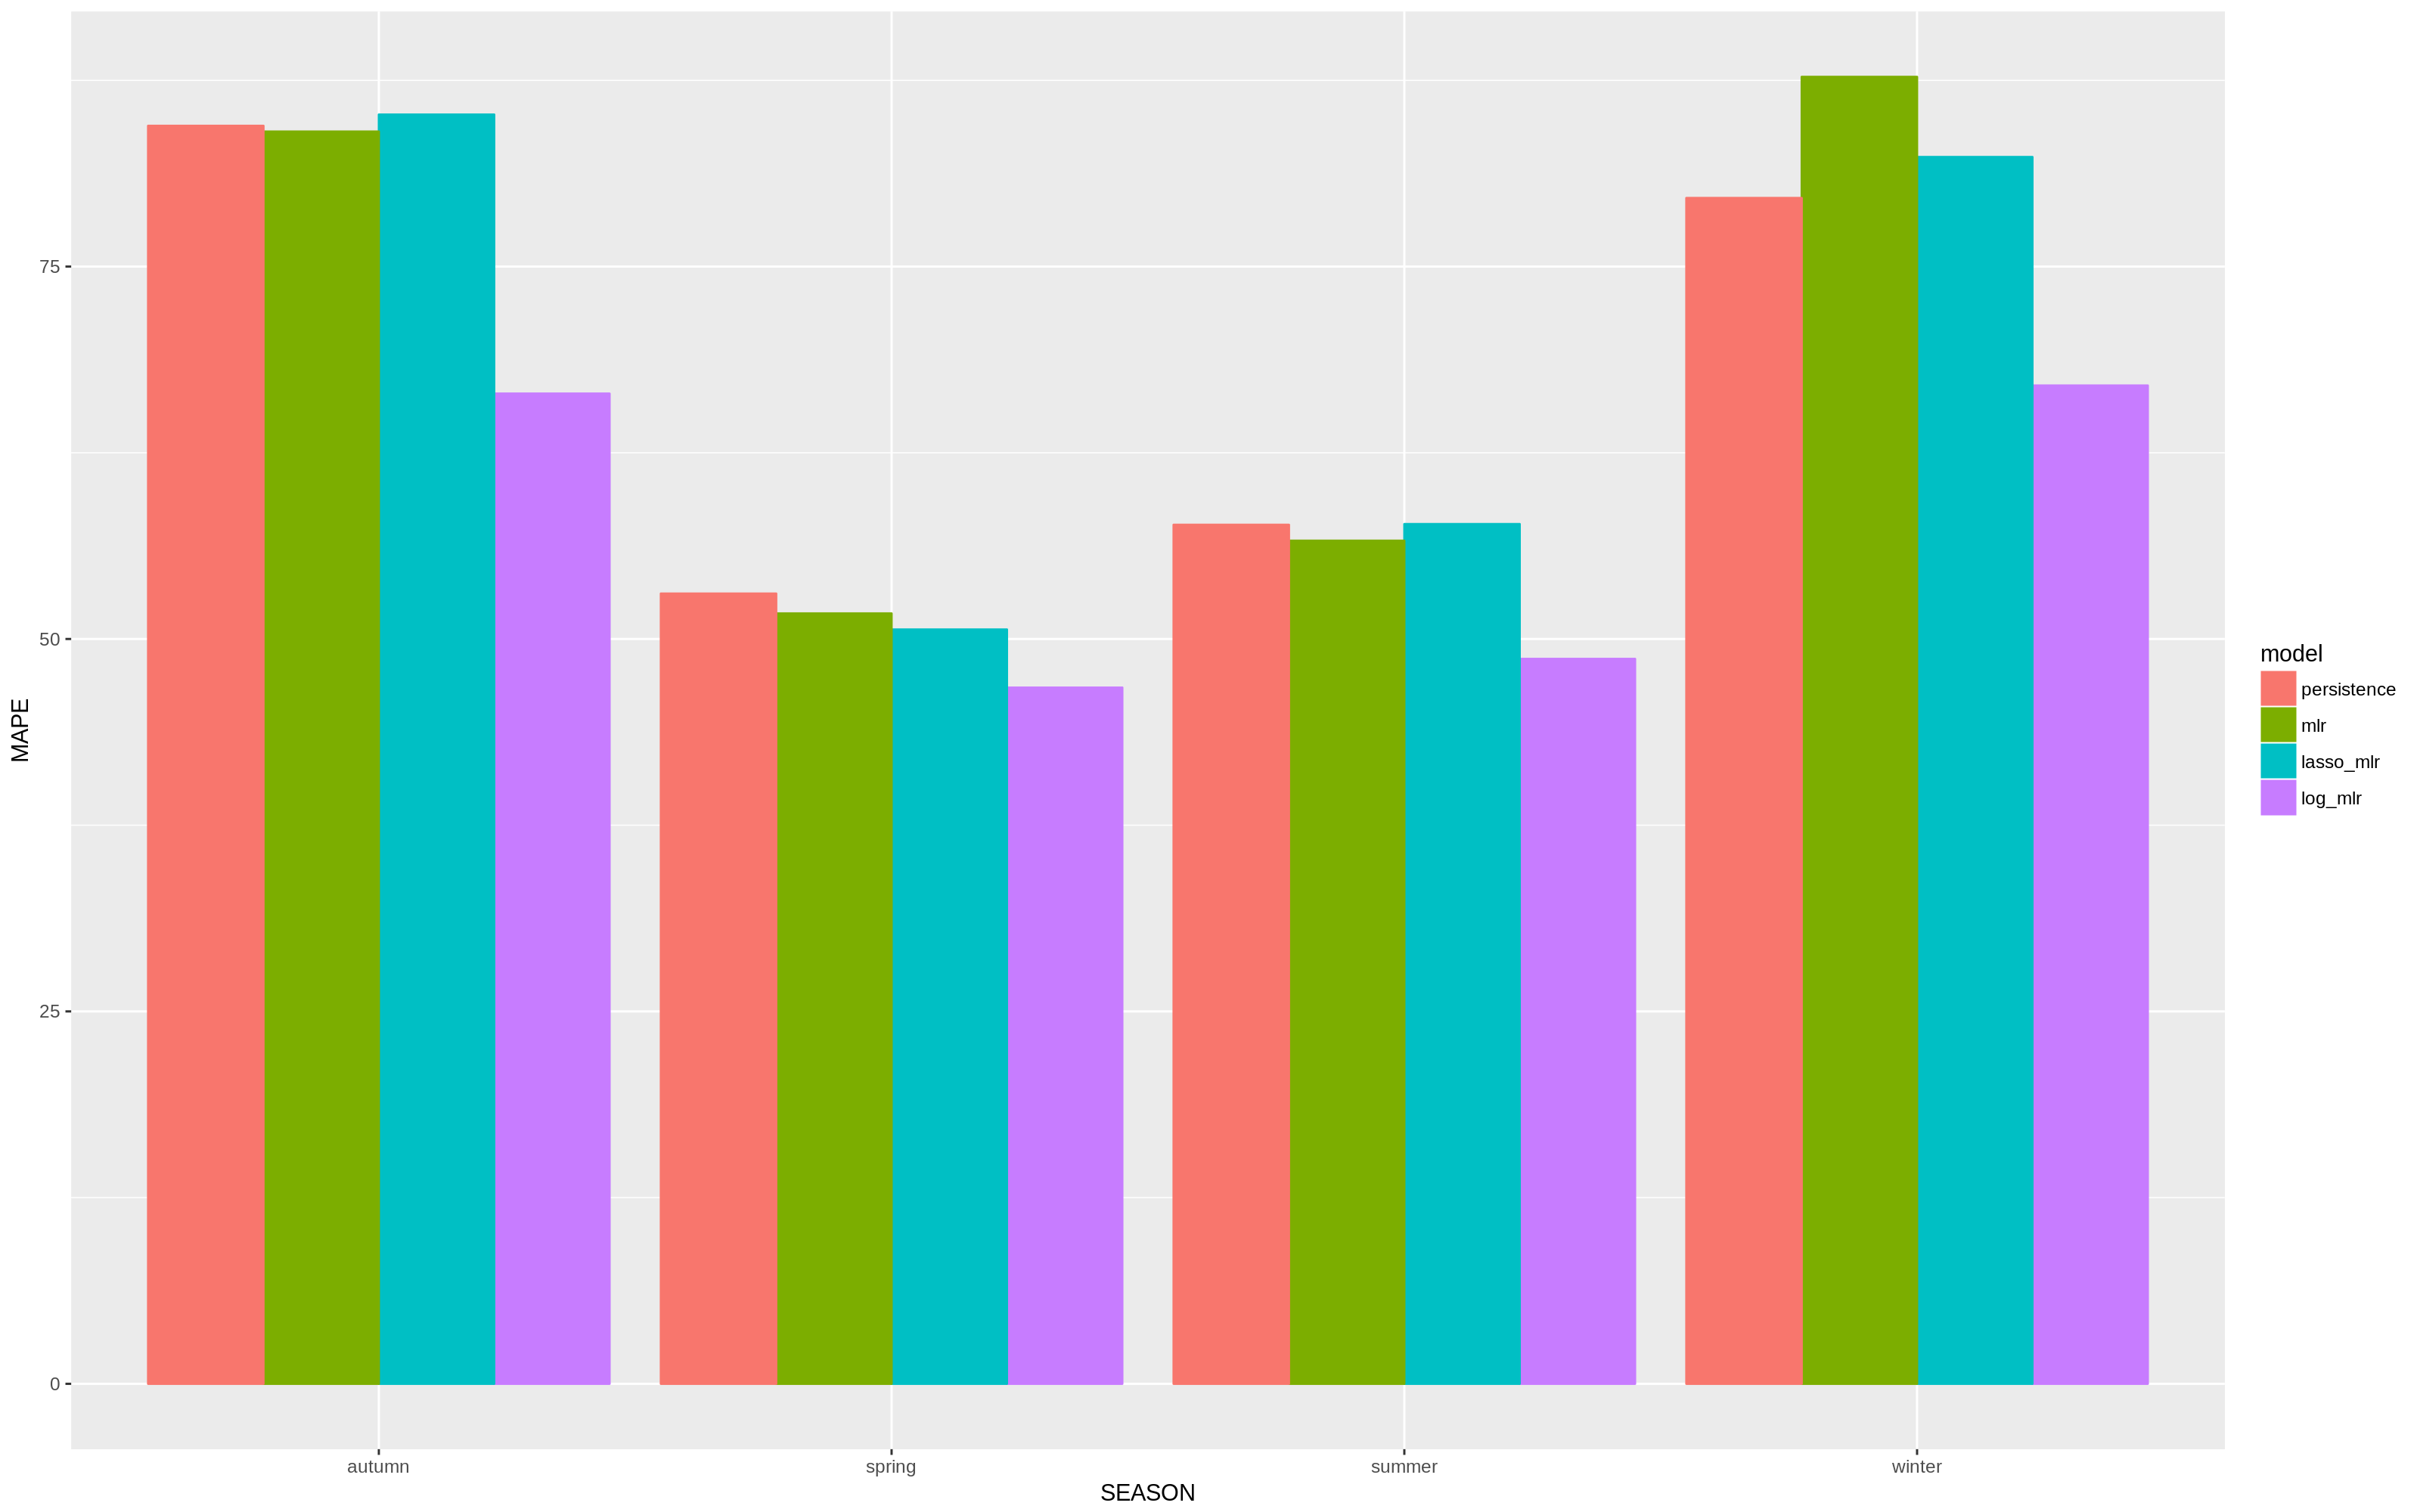 75
50
25
0
MAPE
autumn
spring
summer
winter
SEASON
model
persistence
mlr
lasso_mlr
log_mlr